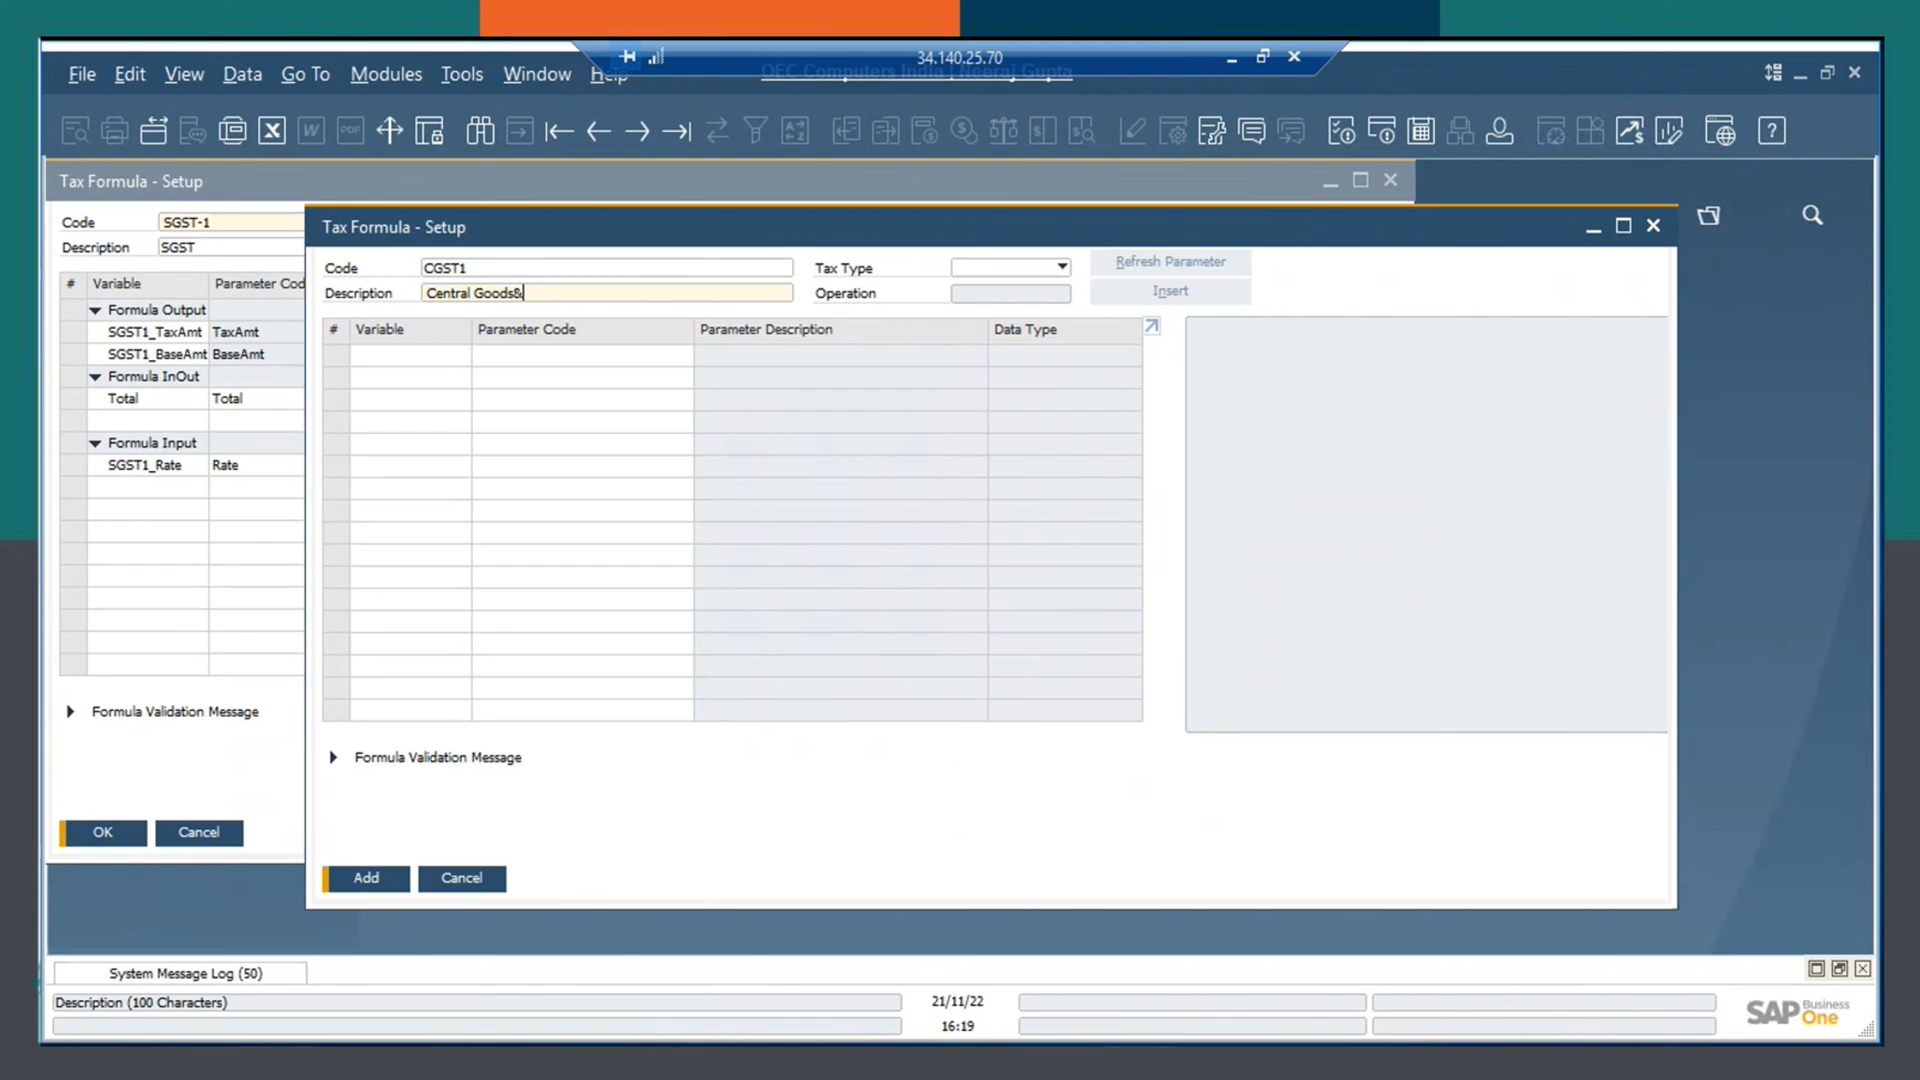 34.140.25.70
File Edit View Data Go To Modules Tools Window Help
OEC Computers India | Neeraj Gupta
Tax Formula - Setup
Code SGST-1
Description SGST
# Variable Parameter Cod
Formula Output
SGST1_TaxAmt TaxAmt
SGST1_BaseAmt BaseAmt
Formula InOut
Total Total
Formula Input
SGST1_Rate Rate
Formula Validation Message
OK Cancel
Tax Formula - Setup
Code CGST1 Tax Type Refresh Parameter
Description Central Goods& Operation Insert
# Variable Parameter Code Parameter Description Data Type
Formula Validation Message
Add Cancel
System Message Log (50)
Description (100 Characters) 21/11/22
16:19
SAP Business One